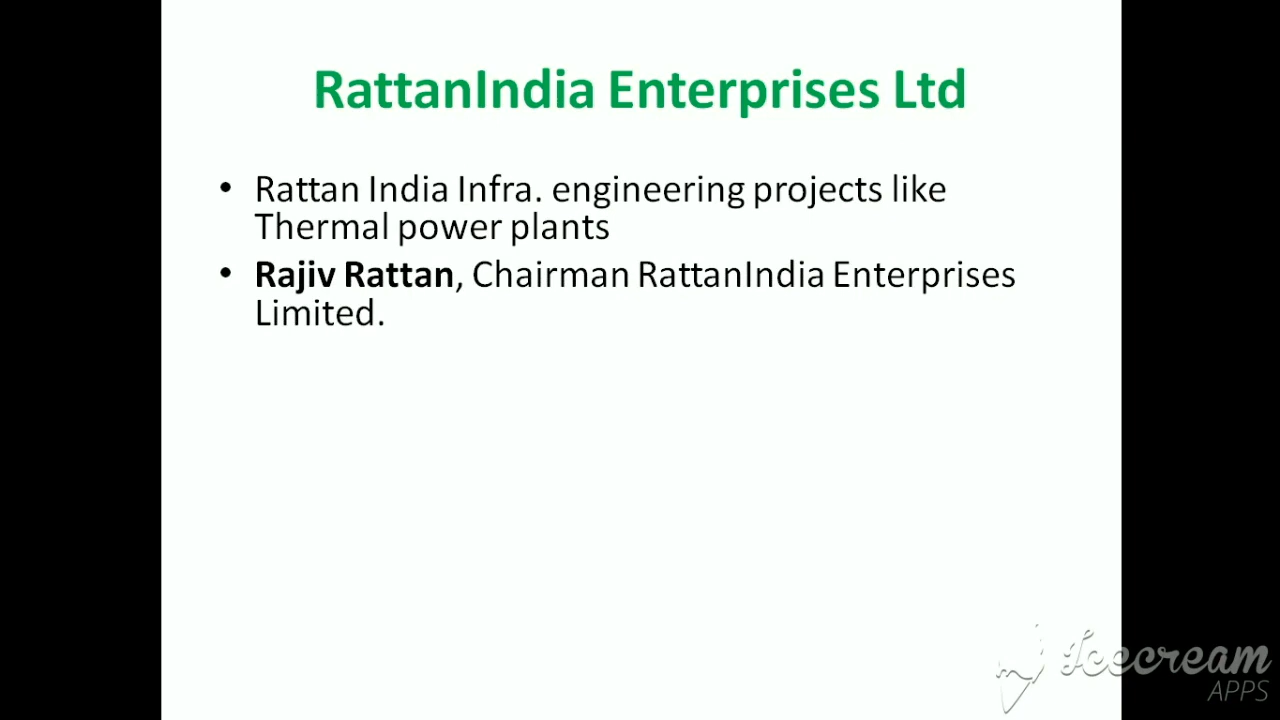 RattanIndia Enterprises Ltd
• Rattan India Infra. engineering projects like
Thermal power plants
• Rajiv Rattan, Chairman RattanIndia Enterprises
Limited.
Icecream
APPS